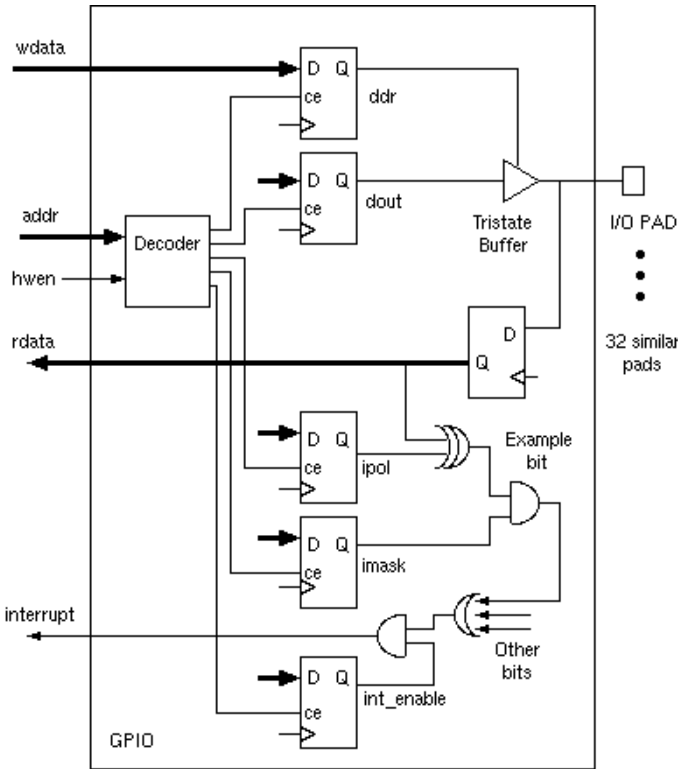 wdata
D Q
ce
ddr
D Q
ce
dout
addr
Decoder
hwen
Tristate
Buffer
I/O PAD
rdata
D
Q
32 similar
pads
D Q
ce
ipol
Example
bit
D Q
ce
imask
interrupt
Other
bits
D Q
ce
int_enable
GPIO